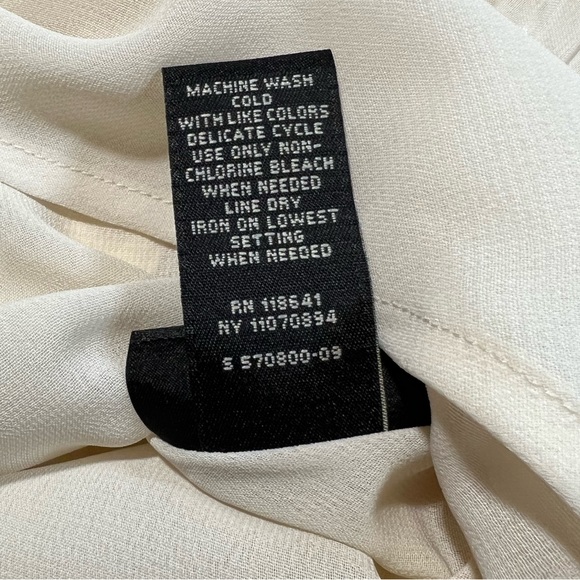 MACHINE WASH
COLD
WITH LIKE COLORS
DELICATE CYCLE
USE ONLY NON-
CHLORINE BLEACH
WHEN NEEDED
LINE DRY
IRON ON LOWEST
SETTING
WHEN NEEDED
RN 118641
NY 11070894
S 570800-09